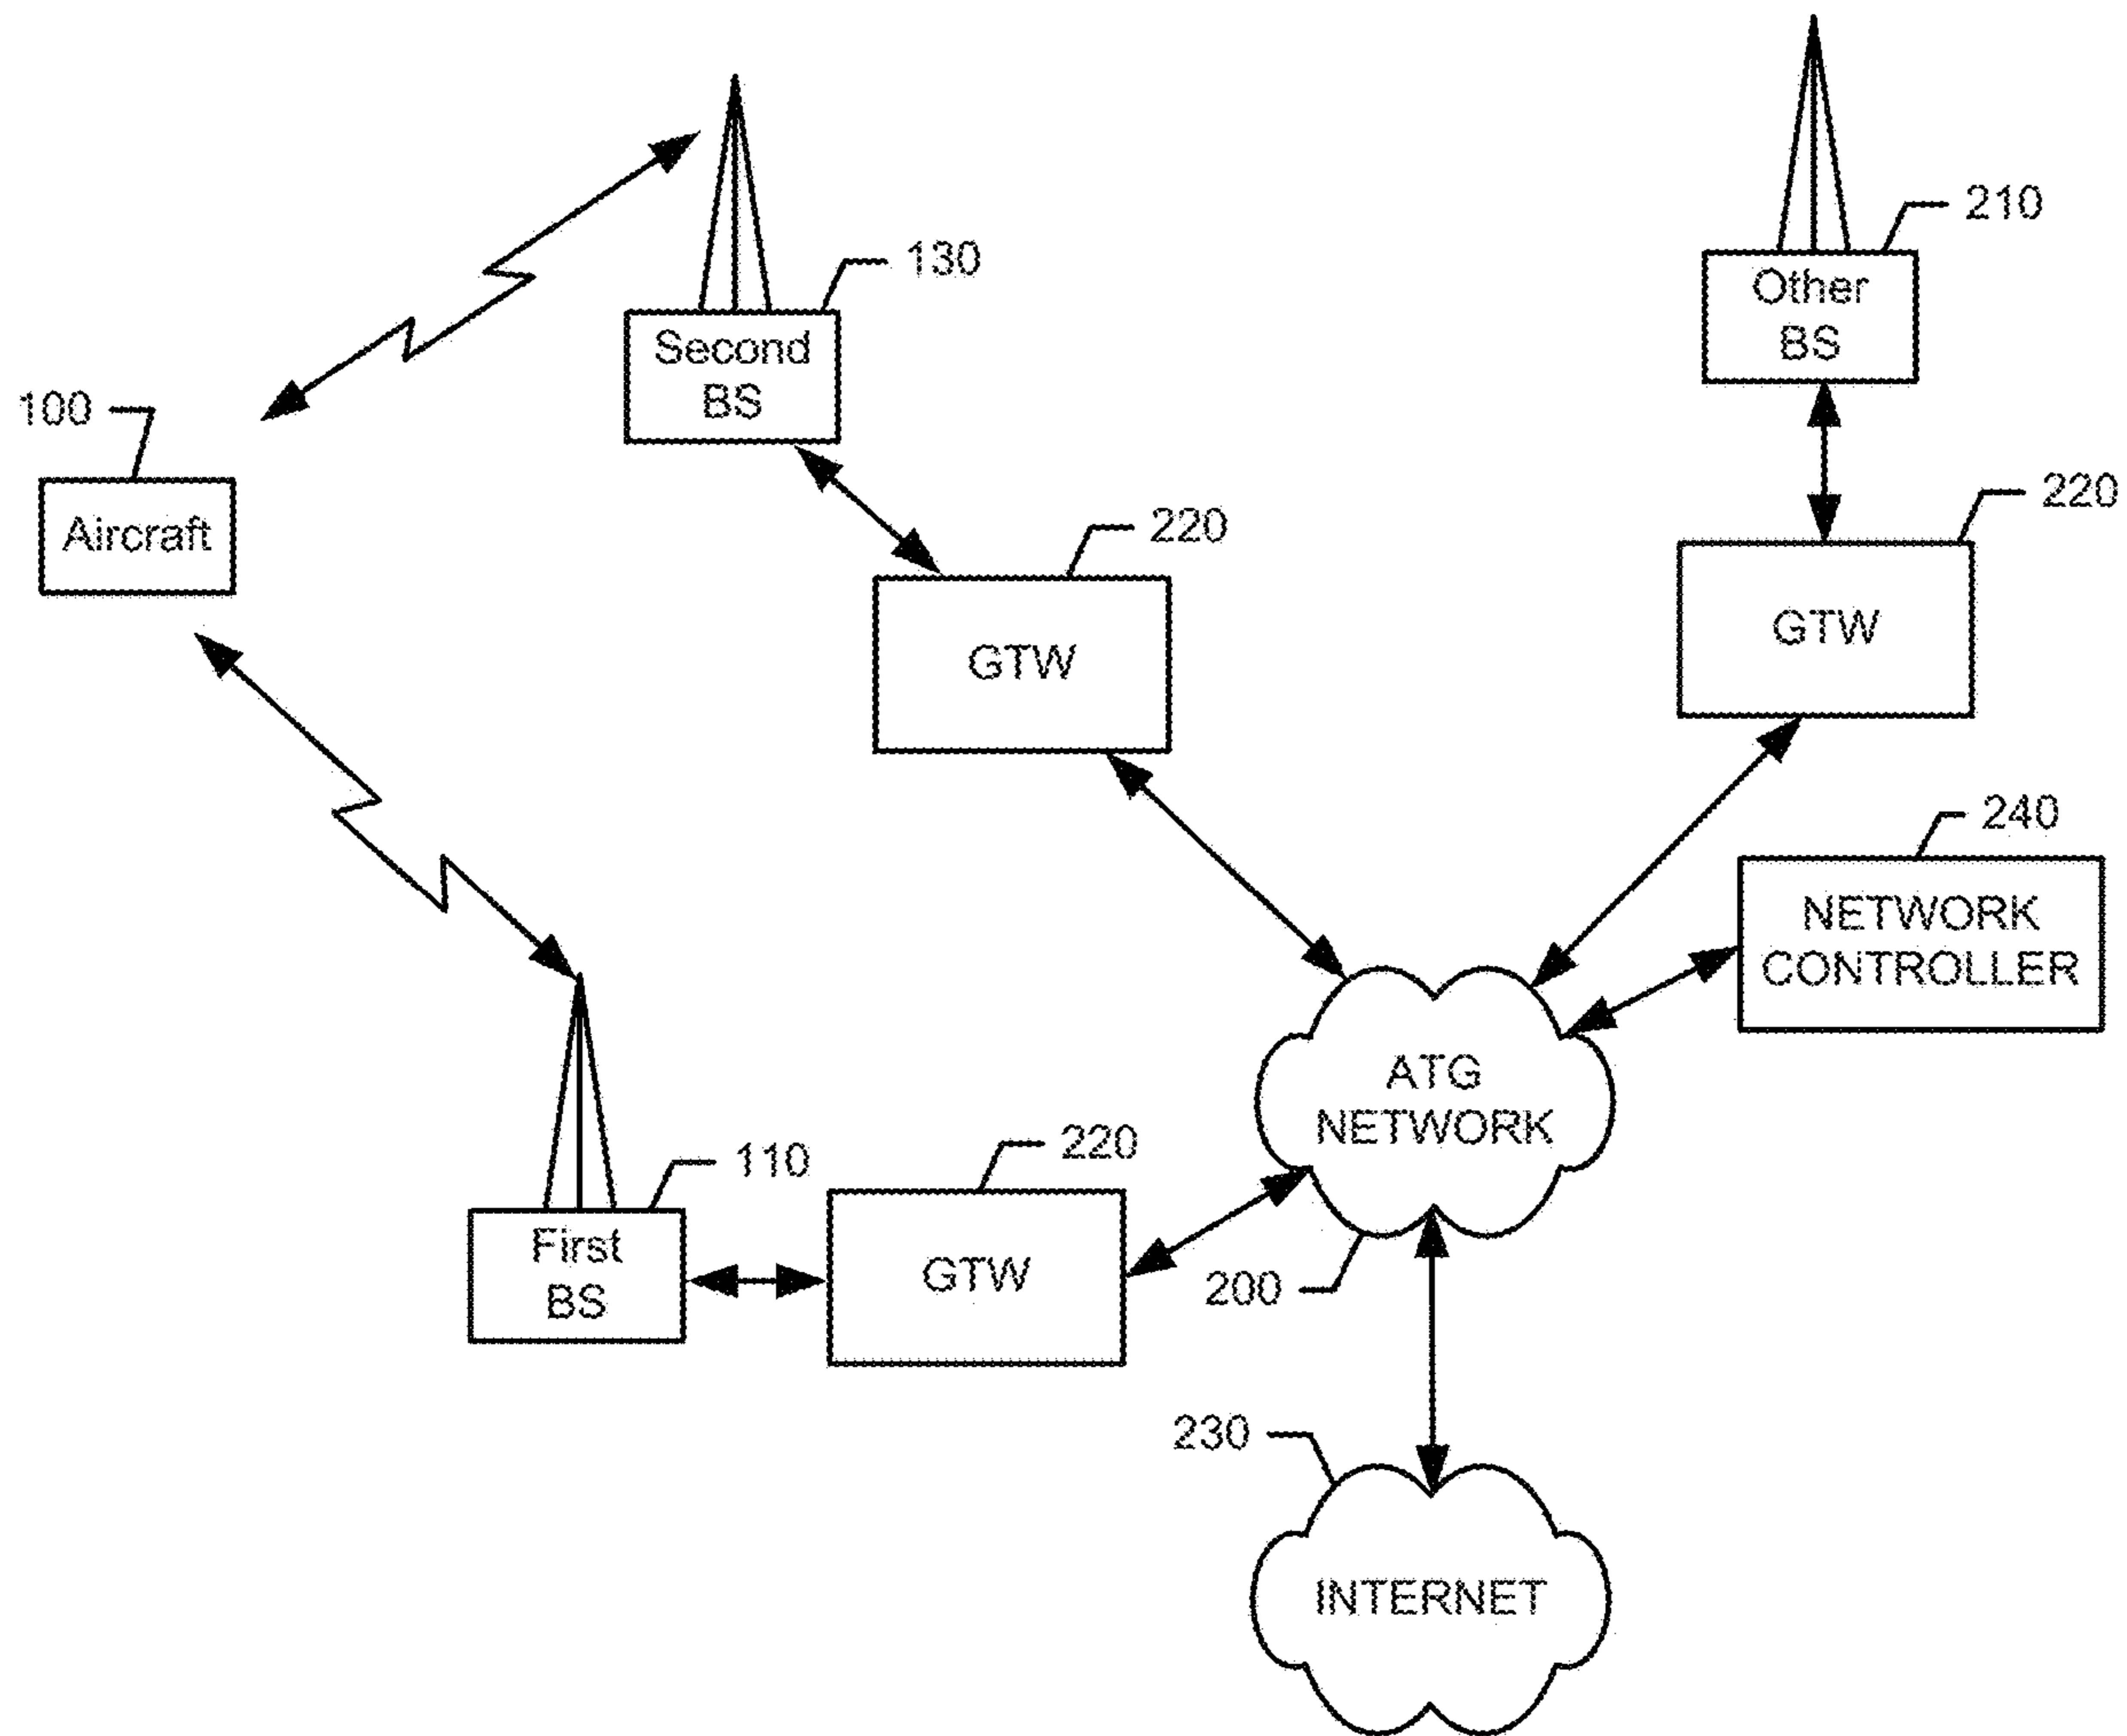 210
130
Other
BS
Second
BS
100
Aircraft
220
220
GTW
GTW
240
NETWORK
CONTROLLER
ATG
NETWORK
110
220
First
BS
GTW
200
230
INTERNET